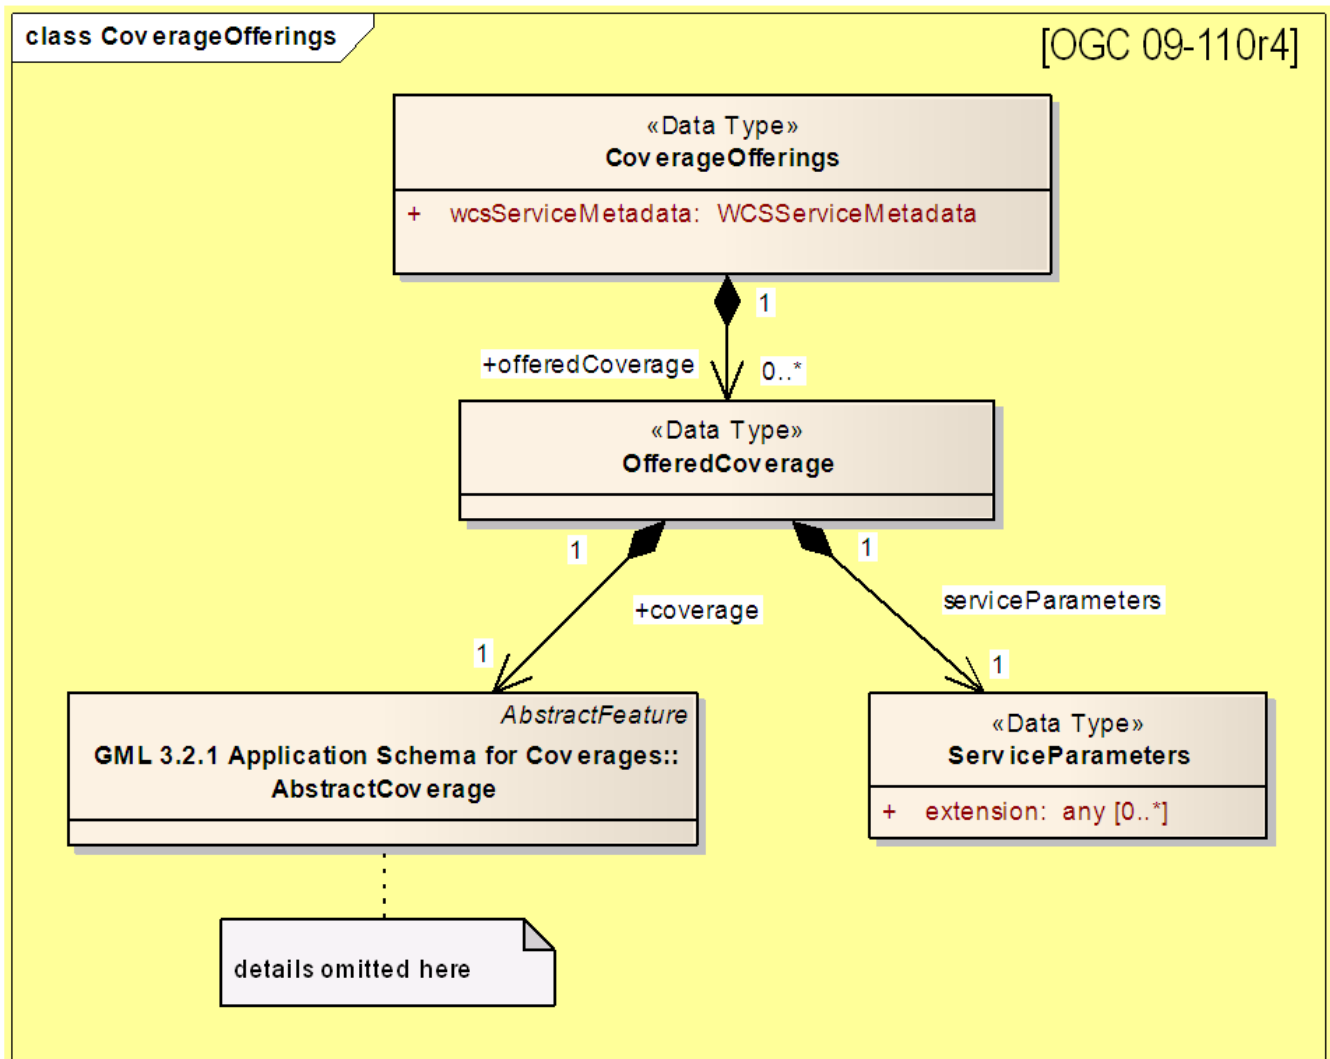 class CoverageOfferings
[OGC 09-110r4]
«Data Type»
CoverageOfferings
+ wcsServiceMetadata: WCSServiceMetadata
1
+offeredCoverage
0..*
«Data Type»
OfferedCoverage
1
1
+coverage
serviceParameters
1
1
AbstractFeature
GML 3.2.1 Application Schema for Coverages::
AbstractCoverage
«Data Type»
ServiceParameters
+ extension: any [0..*]
details omitted here